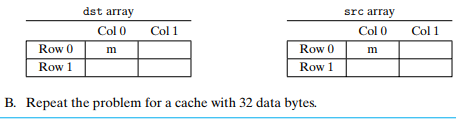 dst array
src array
Col 0 Col 1
Col 0 Col 1
Row 0 m
Row 0 m
Row 1
Row 1
B. Repeat the problem for a cache with 32 data bytes.